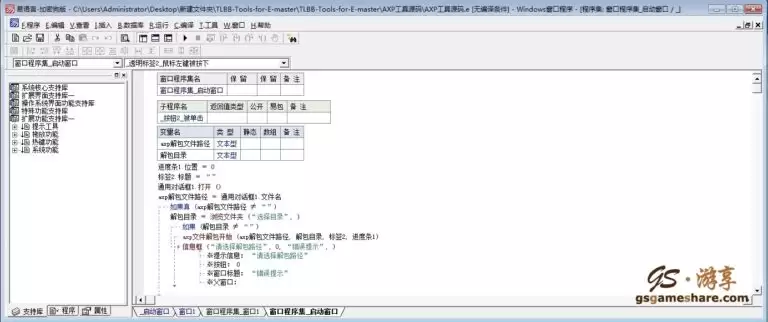 易语言 - 加密狗版 - C:\Users\Administrator\Desktop\新建文件夹\TLBB-Tools-for-E-master\TLBB-Tools-for-E-master\AXP工具源码\AXP工具源码.e [无编译条件] - Windows窗口程序 - [程序集: 窗口程序集_启动窗口 / _]
F.程序 E.编辑 V.查看 I.插入 B.数据库 R.运行 C.编译 T.工具 W.窗口 H.帮助
窗口程序集_启动窗口 _透明标签2_鼠标左键被按下
系统核心支持库
扩展界面支持库一
操作系统界面功能支持库
特殊功能支持库
扩展功能支持库一
提示工具
拖放功能
热键功能
系统功能
窗口程序集名 保 留 保 留 备 注
窗口程序集_启动窗口
子程序名 返回值类型 公开 易包 备 注
_按钮2_被单击
变量名 类 型 静态 数组 备 注
axp解包文件路径 文本型
解包目录 文本型
进度条1.位置 = 0
标签2.标题 = “”
通用对话框1.打开 ()
axp解包文件路径 = 通用对话框1.文件名
如果真 (axp解包文件路径 ≠ “”)
解包目录 = 浏览文件夹 (“选择目录”, )
如果 (解包目录 ≠ “”)
axp文件解包开始 (axp解包文件路径, 解包目录, 标签2, 进度条1)
信息框 (“请选择解包路径”, 0, “错误提示”, )
※提示信息: “请选择解包路径”
※按钮: 0
※窗口标题: “错误提示”
※父窗口:
支持库 程序 属性
_启动窗口 窗口1 窗口程序集_窗口1 窗口程序集_启动窗口
GS·游享
gsgameshare.com